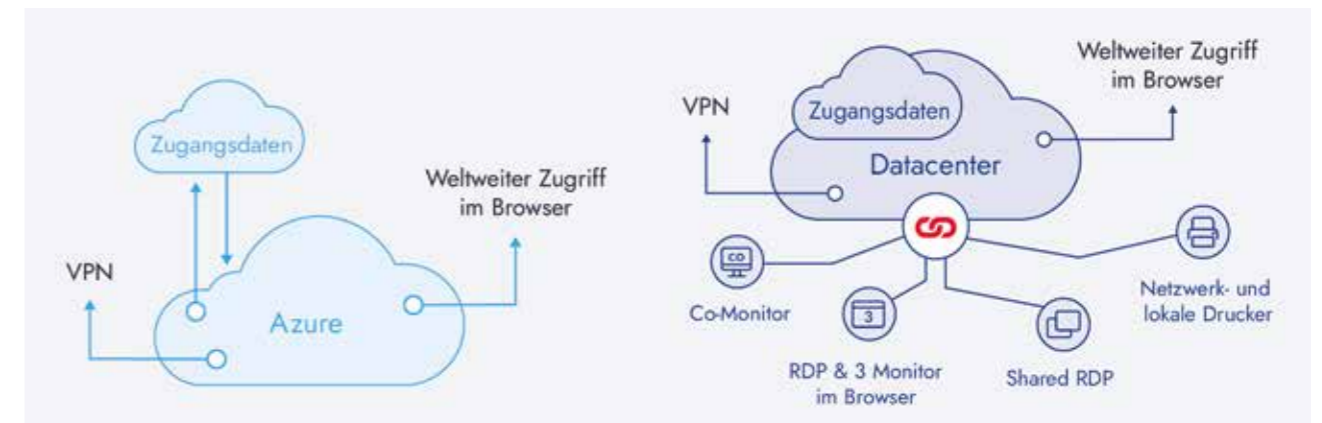 Zugangsdaten
Weltweiter Zugriff
im Browser
VPN
Azure
Weltweiter Zugriff
im Browser
VPN
Zugangsdaten
Datacenter
CO
Co-Monitor
3
RDP & 3 Monitor
im Browser
Shared RDP
Netzwerk- und
lokale Drucker